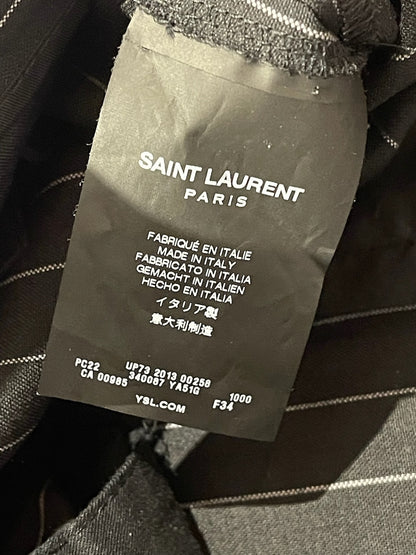 SAINT LAURENT
PARIS
FABRIQUÉ EN ITALIE
MADE IN ITALY
FABBRICATO IN ITALIA
GEMACHT IN ITALIEN
HECHO EN ITALIA
イタリア製
意大利制造
PC22 UP73 2013 00258 1000
CA 00985 340087 YA51G F34
YSL.COM